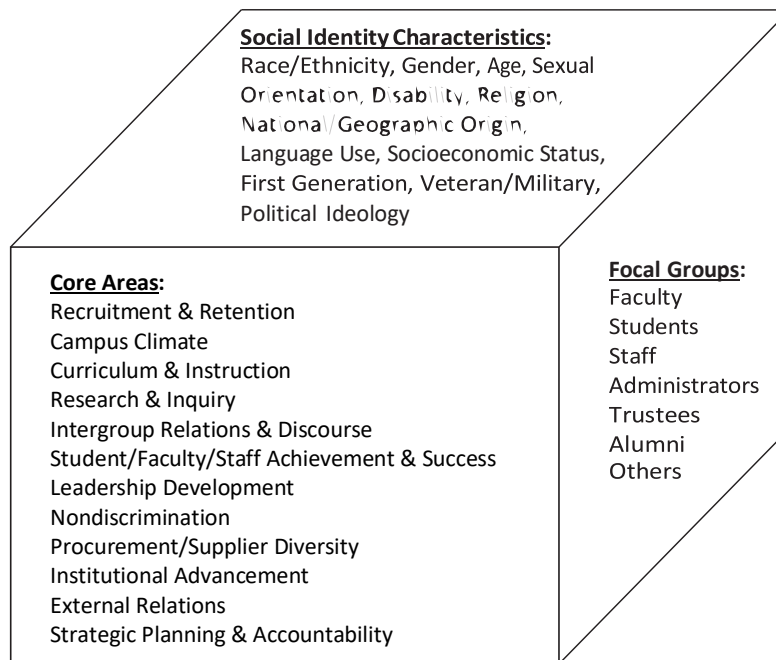 Social Identity Characteristics:
Race/Ethnicity, Gender, Age, Sexual
Orientation, Disability, Religion,
National/Geographic Origin,
Language Use, Socioeconomic Status,
First Generation, Veteran/Military,
Political Ideology
Core Areas:
Recruitment & Retention
Campus Climate
Curriculum & Instruction
Research & Inquiry
Intergroup Relations & Discourse
Student/Faculty/Staff Achievement & Success
Leadership Development
Nondiscrimination
Procurement/Supplier Diversity
Institutional Advancement
External Relations
Strategic Planning & Accountability
Focal Groups:
Faculty
Students
Staff
Administrators
Trustees
Alumni
Others